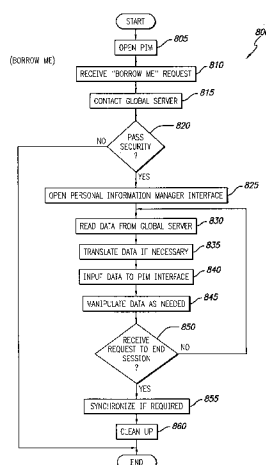 START
800
OPEN PIM
805
(BORROW ME)
RECEIVE "BORROW ME" REQUEST
810
CONTACT GLOBAL SERVER
815
PASS
SECURITY
?
820
NO
YES
OPEN PERSONAL INFORMATION MANAGER INTERFACE
825
READ DATA FROM GLOBAL SERVER
830
TRANSLATE DATA IF NECESSARY
835
INPUT DATA TO PIM INTERFACE
840
MANIPULATE DATA AS NEEDED
845
RECEIVE
REQUEST TO END
SESSION
?
850
NO
YES
SYNCHRONIZE IF REQUIRED
855
CLEAN UP
860
END